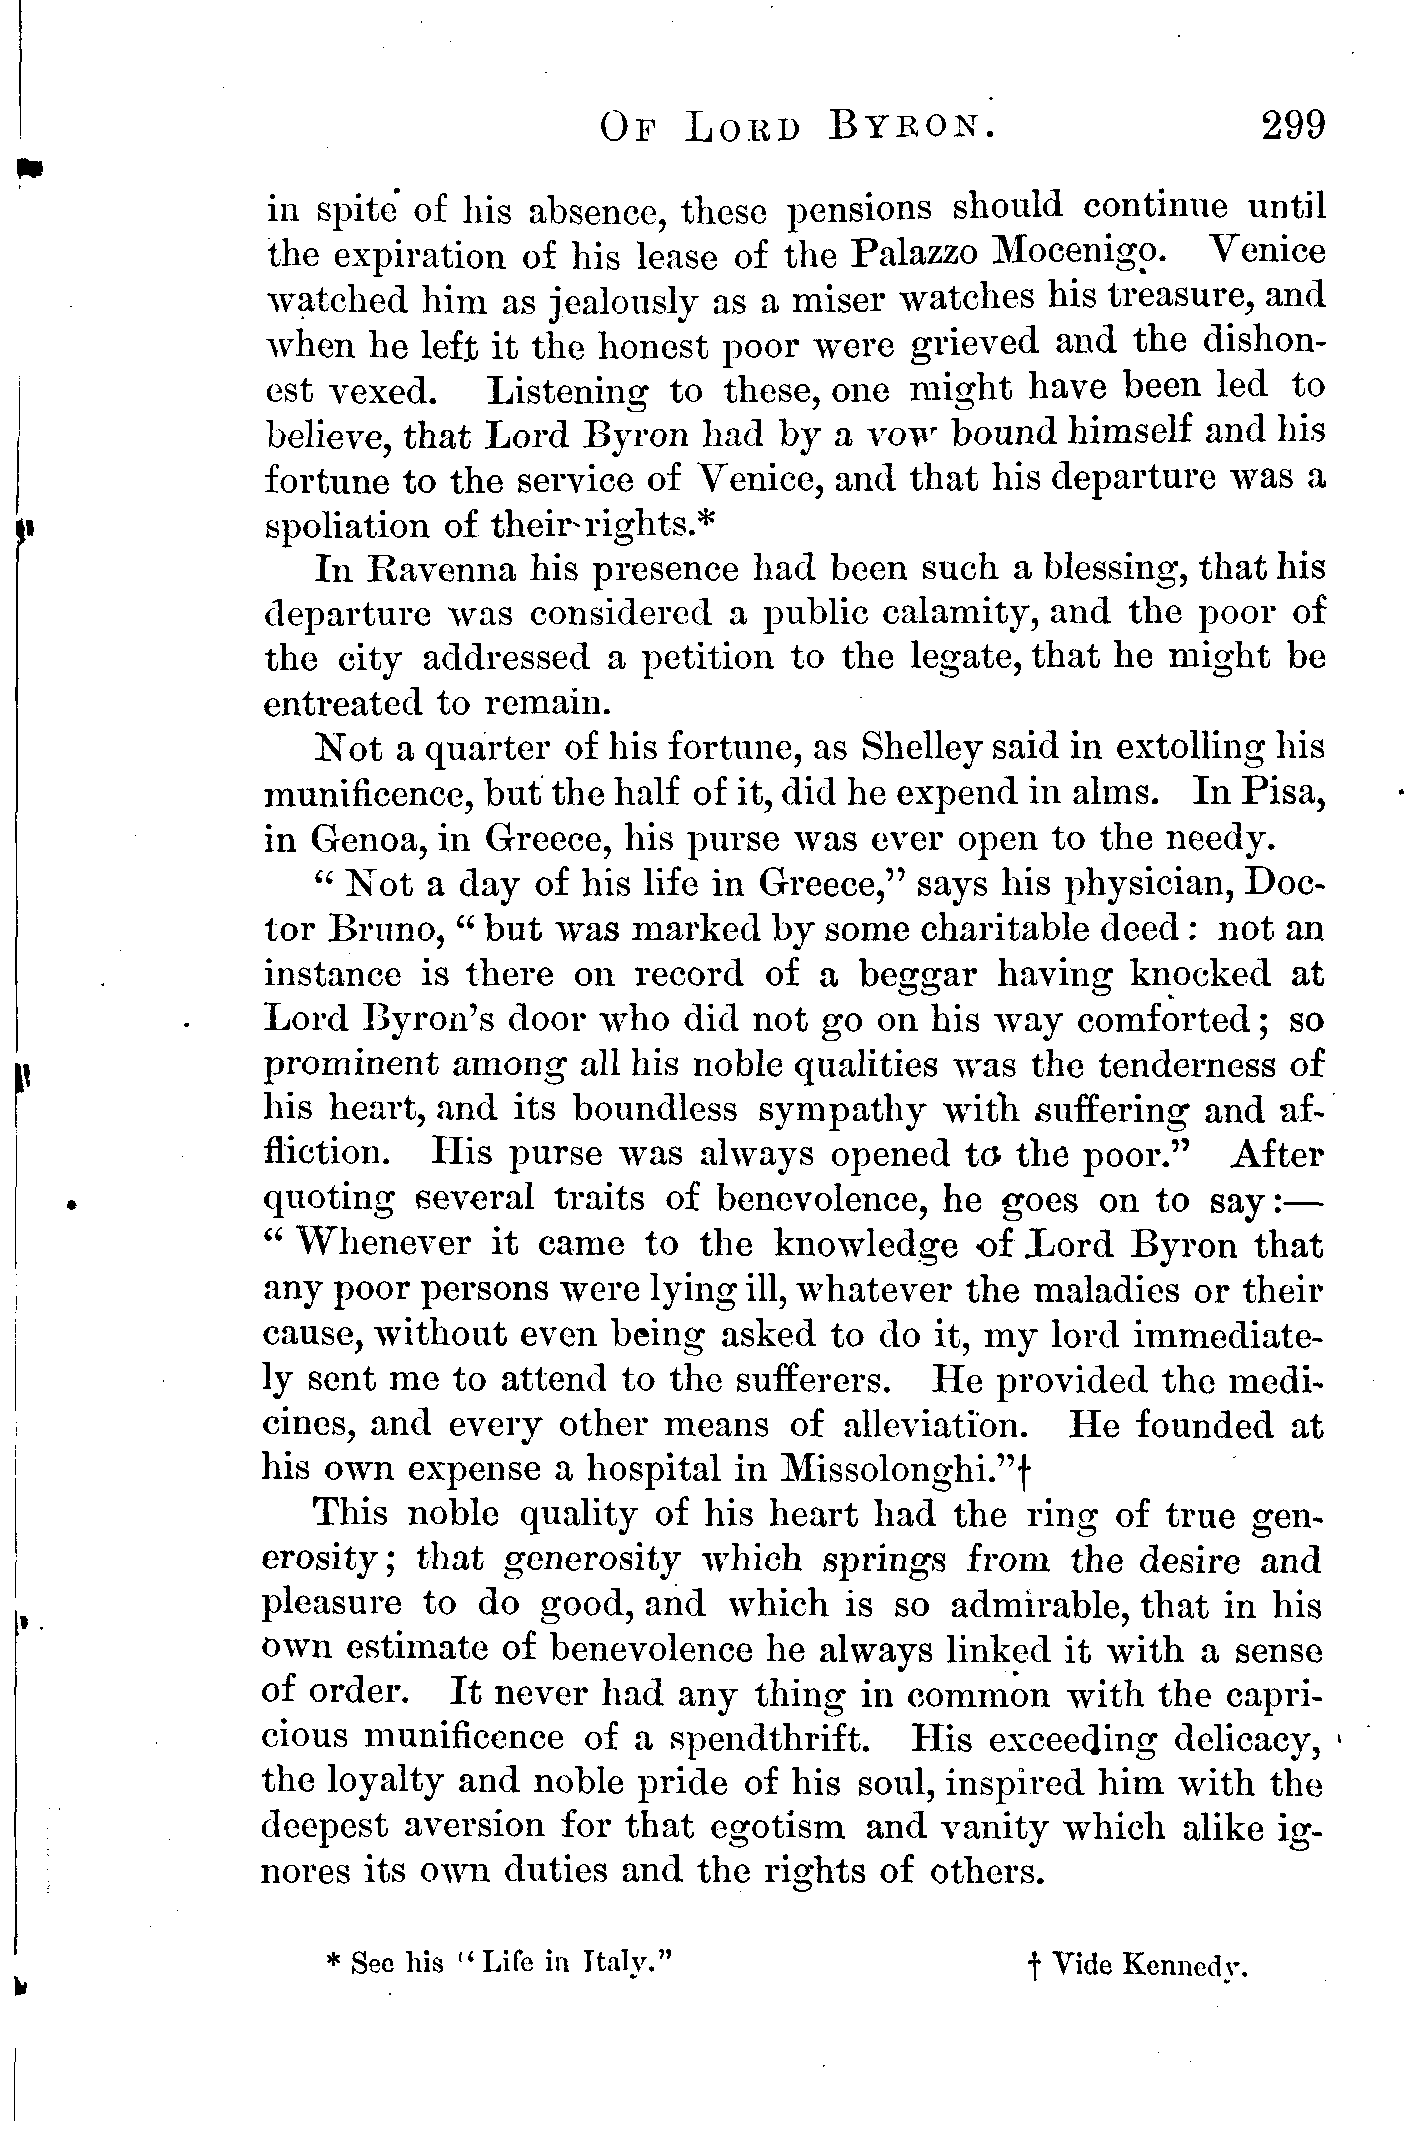 OF LORD BYRON. 299
in spite of his absence, these pensions should continue until
the expiration of his lease of the Palazzo Mocenigo. Venice
watched him as jealously as a miser watches his treasure, and
when he left it the honest poor were grieved and the dishon-
est vexed. Listening to these, one might have been led to
believe, that Lord Byron had by a vow bound himself and his
fortune to the service of Venice, and that his departure was a
spoliation of their rights.*
In Ravenna his presence had been such a blessing, that his
departure was considered a public calamity, and the poor of
the city addressed a petition to the legate, that he might be
entreated to remain.
Not a quarter of his fortune, as Shelley said in extolling his
munificence, but the half of it, did he expend in alms. In Pisa,
in Genoa, in Greece, his purse was ever open to the needy.
“Not a day of his life in Greece,” says his physician, Doc-
tor Bruno, “but was marked by some charitable deed: not an
instance is there on record of a beggar having knocked at
Lord Byron’s door who did not go on his way comforted; so
prominent among all his noble qualities was the tenderness of
his heart, and its boundless sympathy with suffering and af-
fliction. His purse was always opened to the poor.” After
quoting several traits of benevolence, he goes on to say:—
“Whenever it came to the knowledge of Lord Byron that
any poor persons were lying ill, whatever the maladies or their
cause, without even being asked to do it, my lord immediate-
ly sent me to attend to the sufferers. He provided the medi-
cines, and every other means of alleviation. He founded at
his own expense a hospital in Missolonghi.”†
This noble quality of his heart had the ring of true gen-
erosity; that generosity which springs from the desire and
pleasure to do good, and which is so admirable, that in his
own estimate of benevolence he always linked it with a sense
of order. It never had any thing in common with the capri-
cious munificence of a spendthrift. His exceeding delicacy,
the loyalty and noble pride of his soul, inspired him with the
deepest aversion for that egotism and vanity which alike ig-
nores its own duties and the rights of others.
* See his “Life in Italy.” † Vide Kennedy.